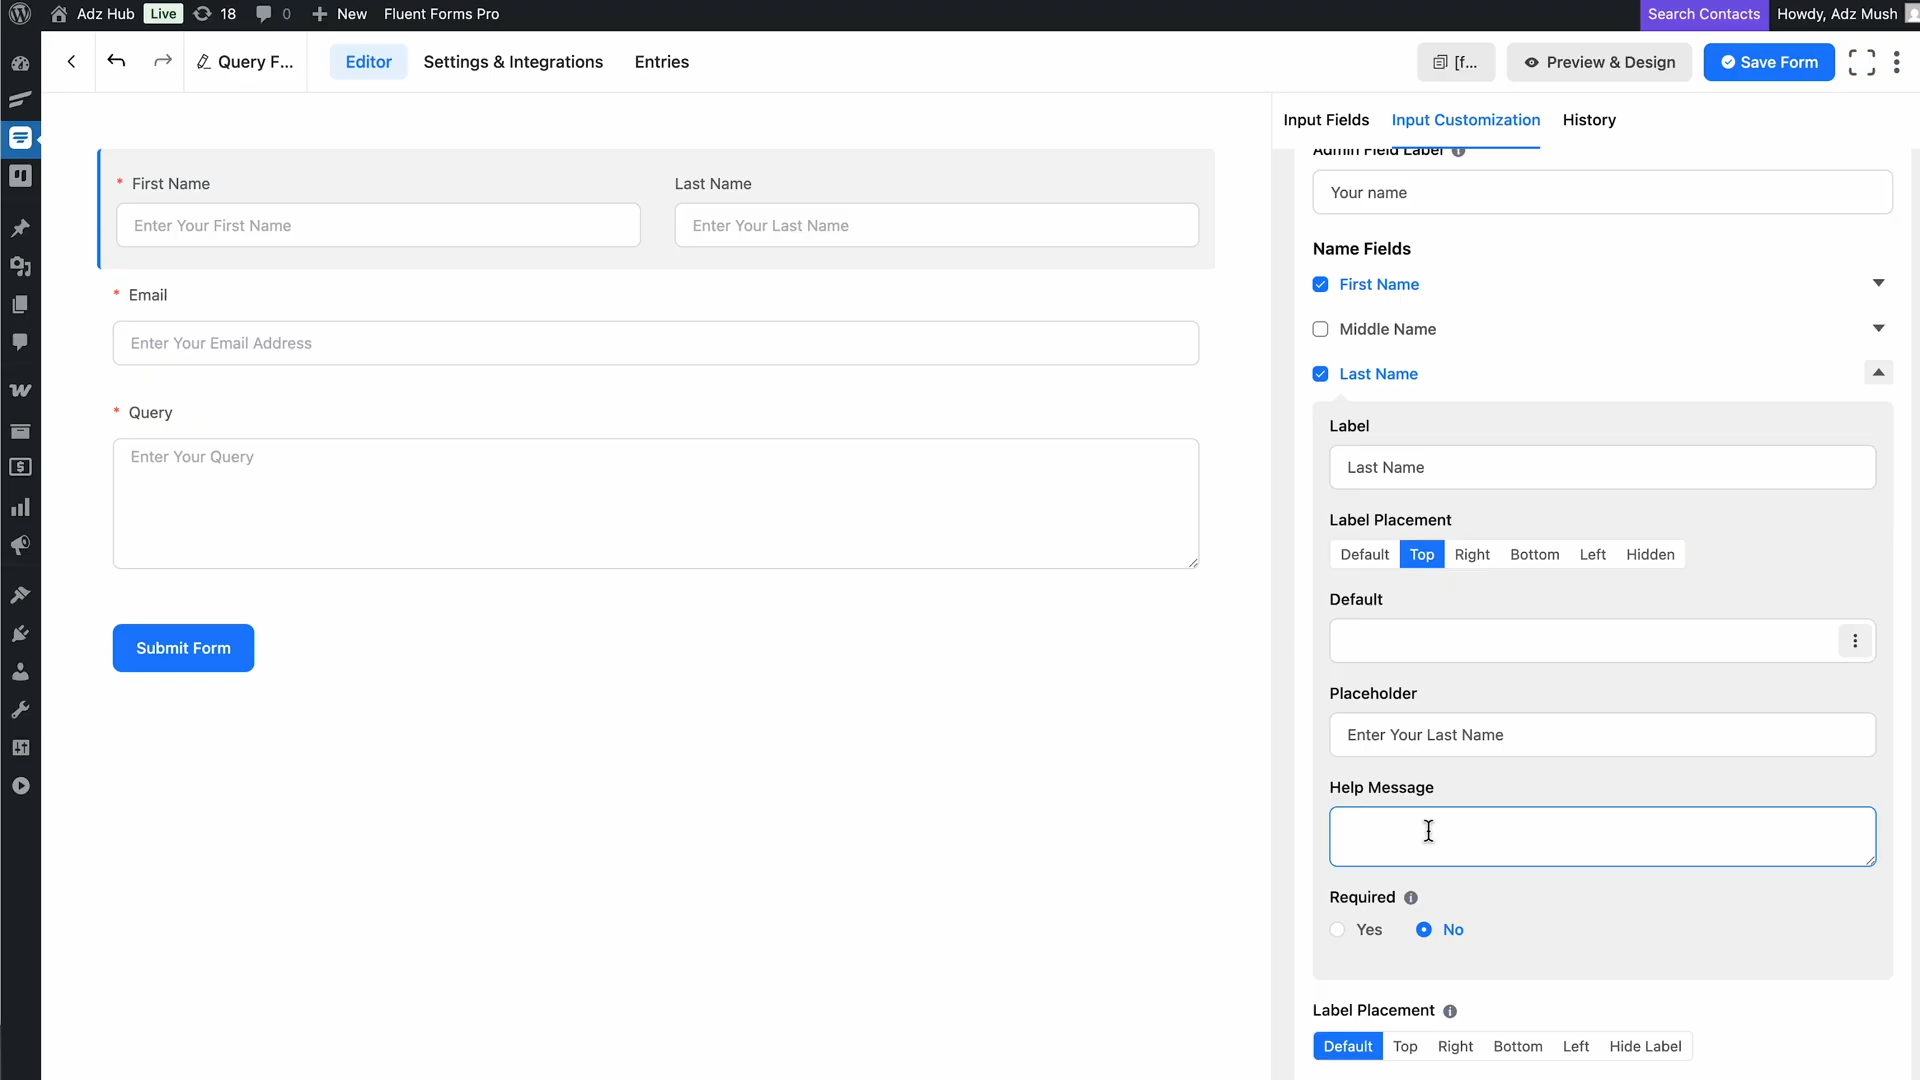 Adz Hub Live 18 0 New Fluent Forms Pro Search Contacts Howdy, Adz Mush
Query F... Editor Settings & Integrations Entries [f... Preview & Design Save Form
Input Fields Input Customization History
Admin Field Label
Your name
* First Name
Enter Your First Name
Last Name
Enter Your Last Name
* Email
Enter Your Email Address
* Query
Enter Your Query
Submit Form
Name Fields
First Name
Middle Name
Last Name
Label
Last Name
Label Placement
Default Top Right Bottom Left Hidden
Default
Placeholder
Enter Your Last Name
Help Message
Required
Yes No
Label Placement
Default Top Right Bottom Left Hide Label